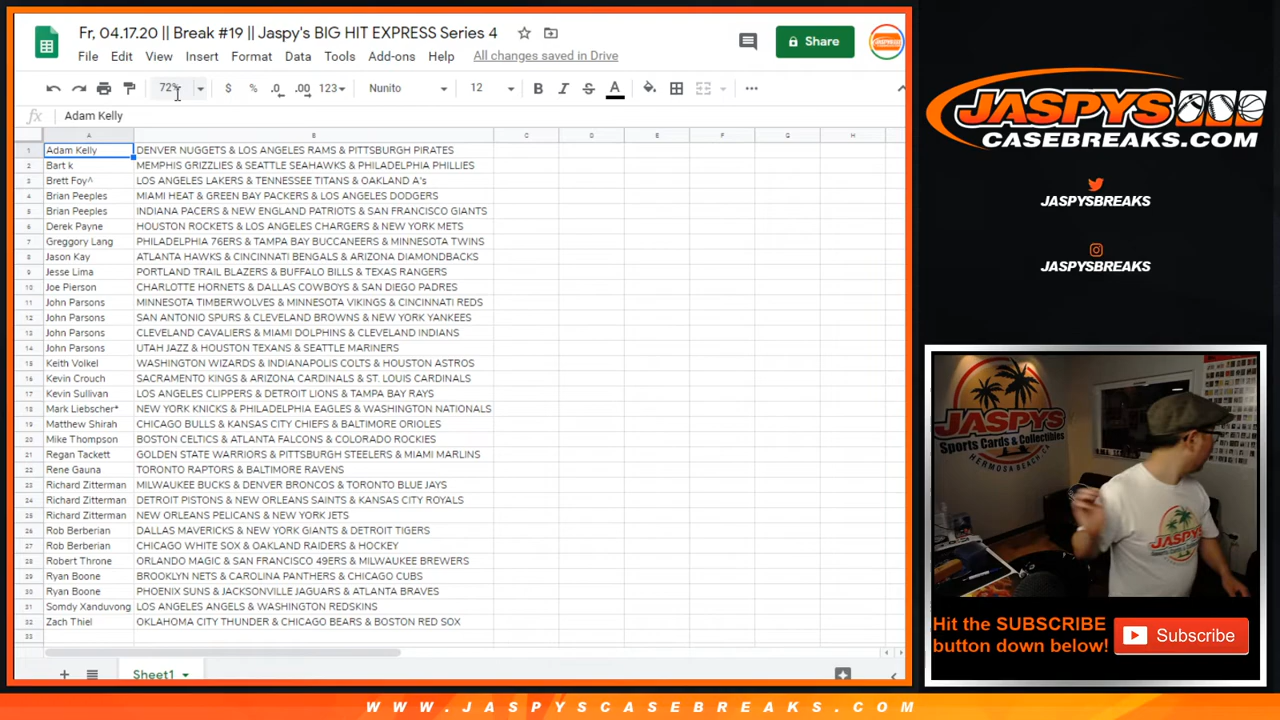 Fr, 04.17.20 || Break #19 || Jaspy's BIG HIT EXPRESS Series 4
File Edit View Insert Format Data Tools Add-ons Help All changes saved in Drive
Share
72% $ % .0 .00 123 Nunito 12 B I S A
fx Adam Kelly
A B C D E F G H
1 Adam Kelly DENVER NUGGETS & LOS ANGELES RAMS & PITTSBURGH PIRATES
2 Bart k MEMPHIS GRIZZLIES & SEATTLE SEAHAWKS & PHILADELPHIA PHILLIES
3 Brett Foy^ LOS ANGELES LAKERS & TENNESSEE TITANS & OAKLAND A's
4 Brian Peeples MIAMI HEAT & GREEN BAY PACKERS & LOS ANGELES DODGERS
5 Brian Peeples INDIANA PACERS & NEW ENGLAND PATRIOTS & SAN FRANCISCO GIANTS
6 Derek Payne HOUSTON ROCKETS & LOS ANGELES CHARGERS & NEW YORK METS
7 Greggory Lang PHILADELPHIA 76ERS & TAMPA BAY BUCCANEERS & MINNESOTA TWINS
8 Jason Kay ATLANTA HAWKS & CINCINNATI BENGALS & ARIZONA DIAMONDBACKS
9 Jesse Lima PORTLAND TRAIL BLAZERS & BUFFALO BILLS & TEXAS RANGERS
10 Joe Pierson CHARLOTTE HORNETS & DALLAS COWBOYS & SAN DIEGO PADRES
11 John Parsons MINNESOTA TIMBERWOLVES & MINNESOTA VIKINGS & CINCINNATI REDS
12 John Parsons SAN ANTONIO SPURS & CLEVELAND BROWNS & NEW YORK YANKEES
13 John Parsons CLEVELAND CAVALIERS & MIAMI DOLPHINS & CLEVELAND INDIANS
14 John Parsons UTAH JAZZ & HOUSTON TEXANS & SEATTLE MARINERS
15 Keith Volkel WASHINGTON WIZARDS & INDIANAPOLIS COLTS & HOUSTON ASTROS
16 Kevin Crouch SACRAMENTO KINGS & ARIZONA CARDINALS & ST. LOUIS CARDINALS
17 Kevin Sullivan LOS ANGELES CLIPPERS & DETROIT LIONS & TAMPA BAY RAYS
18 Mark Liebscher* NEW YORK KNICKS & PHILADELPHIA EAGLES & WASHINGTON NATIONALS
19 Matthew Shirah CHICAGO BULLS & KANSAS CITY CHIEFS & BALTIMORE ORIOLES
20 Mike Thompson BOSTON CELTICS & ATLANTA FALCONS & COLORADO ROCKIES
21 Regan Tackett GOLDEN STATE WARRIORS & PITTSBURGH STEELERS & MIAMI MARLINS
22 Rene Gauna TORONTO RAPTORS & BALTIMORE RAVENS
23 Richard Zitterman MILWAUKEE BUCKS & DENVER BRONCOS & TORONTO BLUE JAYS
24 Richard Zitterman DETROIT PISTONS & NEW ORLEANS SAINTS & KANSAS CITY ROYALS
25 Richard Zitterman NEW ORLEANS PELICANS & NEW YORK JETS
26 Rob Berberian DALLAS MAVERICKS & NEW YORK GIANTS & DETROIT TIGERS
27 Rob Berberian CHICAGO WHITE SOX & OAKLAND RAIDERS & HOCKEY
28 Robert Throne ORLANDO MAGIC & SAN FRANCISCO 49ERS & MILWAUKEE BREWERS
29 Ryan Boone BROOKLYN NETS & CAROLINA PANTHERS & CHICAGO CUBS
30 Ryan Boone PHOENIX SUNS & JACKSONVILLE JAGUARS & ATLANTA BRAVES
31 Somdy Xanduvong LOS ANGELES ANGELS & WASHINGTON REDSKINS
32 Zach Thiel OKLAHOMA CITY THUNDER & CHICAGO BEARS & BOSTON RED SOX
33
Sheet1
JASPYS
CASEBREAKS.COM
JASPYSBREAKS
JASPYSBREAKS
JASPYS
Sports Cards & Collectibles
HERMOSA BEACH, CA
JASPYS
Hit the SUBSCRIBE
button down below!
Subscribe
WWW.JASPYSCASEBREAKS.COM